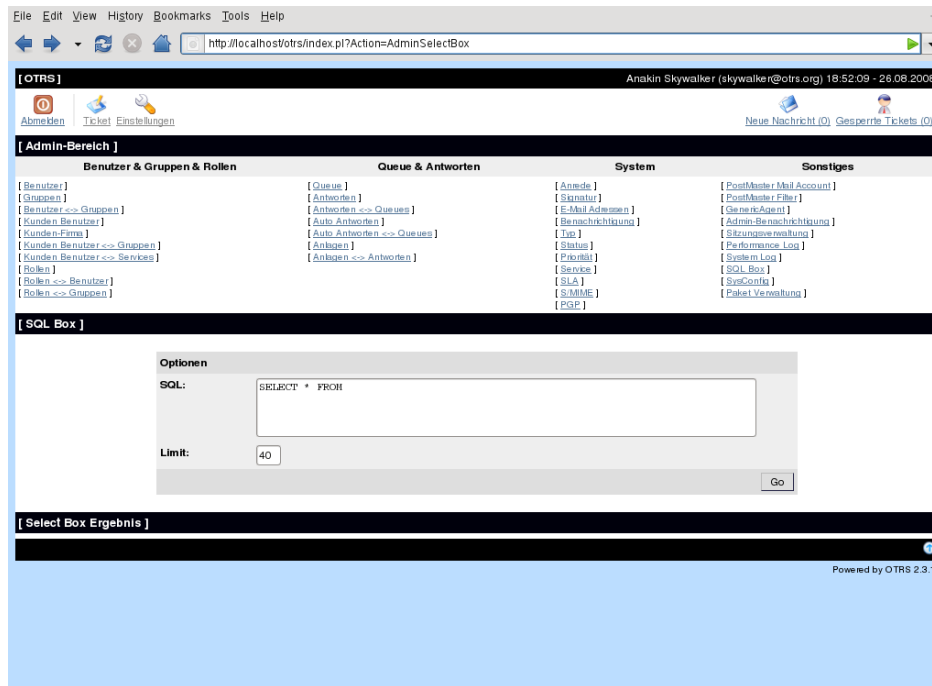 File Edit View History Bookmarks Tools Help
http://localhost/otrs/index.pl?Action=AdminSelectBox
[ OTRS ]
Anakin Skywalker (skywalker@otrs.org) 18:52:09 - 26.08.2008
Abmelden Ticket Einstellungen
Neue Nachricht (0) Gesperrte Tickets (0)
[ Admin-Bereich ]
Benutzer & Gruppen & Rollen
[ Benutzer ]
[ Gruppen ]
[ Benutzer <-> Gruppen ]
[ Kunden Benutzer ]
[ Kunden-Firma ]
[ Kunden Benutzer <-> Gruppen ]
[ Kunden Benutzer <-> Services ]
[ Rollen ]
[ Rollen <-> Benutzer ]
[ Rollen <-> Gruppen ]
Queue & Antworten
[ Queue ]
[ Antworten ]
[ Antworten <-> Queues ]
[ Auto Antworten ]
[ Auto Antworten <-> Queues ]
[ Anlagen ]
[ Anlagen <-> Antworten ]
System
[ Anrede ]
[ Signatur ]
[ E-Mail Adressen ]
[ Benachrichtigung ]
[ Typ ]
[ Status ]
[ Priorität ]
[ Service ]
[ SLA ]
[ S/MIME ]
[ PGP ]
Sonstiges
[ PostMaster Mail Account ]
[ PostMaster Filter ]
[ GenericAgent ]
[ Admin-Benachrichtigung ]
[ Sitzungsverwaltung ]
[ Performance Log ]
[ System Log ]
[ SQL Box ]
[ SysConfig ]
[ Paket Verwaltung ]
[ SQL Box ]
Optionen
SQL:
SELECT * FROM
Limit:
40
Go
[ Select Box Ergebnis ]
Powered by OTRS 2.3.